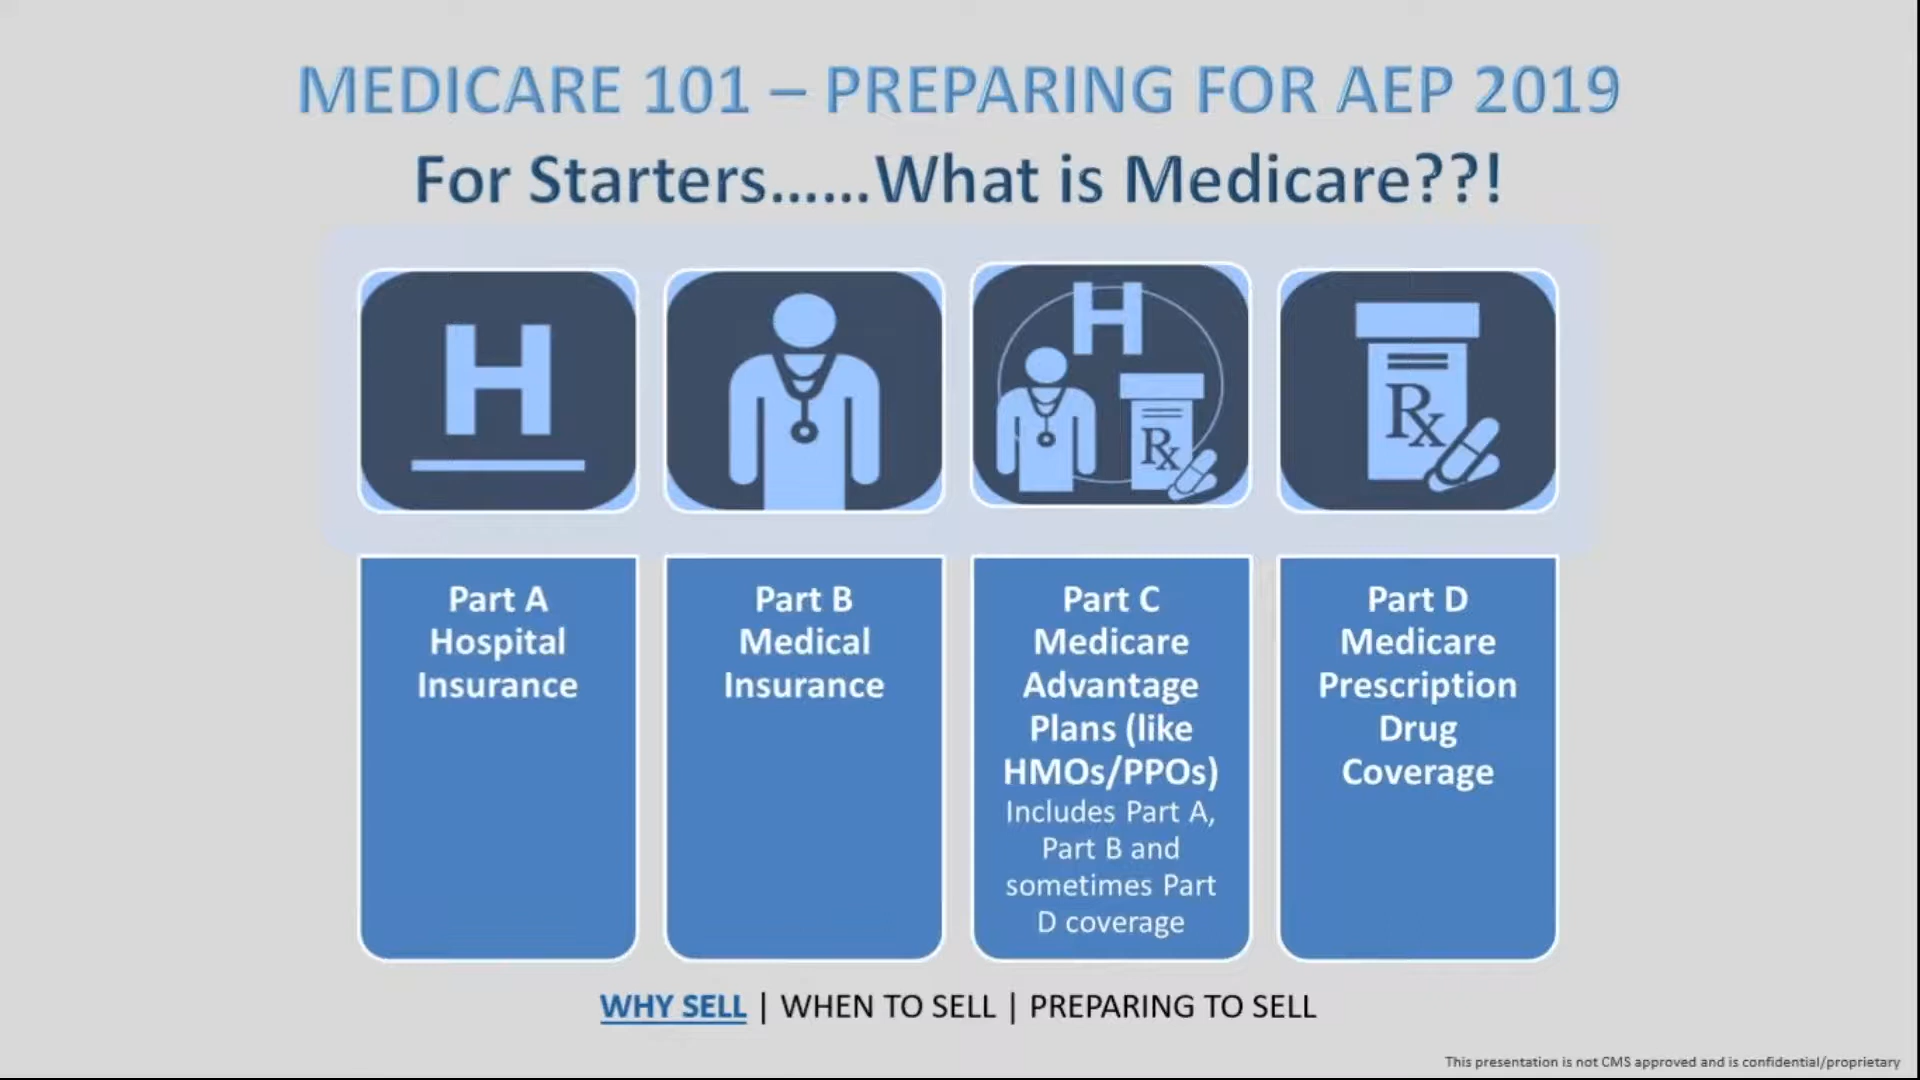 MEDICARE 101 – PREPARING FOR AEP 2019
For Starters......What is Medicare??!
H
H
Rx
Rx
Part A
Hospital
Insurance
Part B
Medical
Insurance
Part C
Medicare
Advantage
Plans (like
HMOs/PPOs)
Includes Part A,
Part B and
sometimes Part
D coverage
Part D
Medicare
Prescription
Drug
Coverage
WHY SELL | WHEN TO SELL | PREPARING TO SELL
This presentation is not CMS approved and is confidential/proprietary